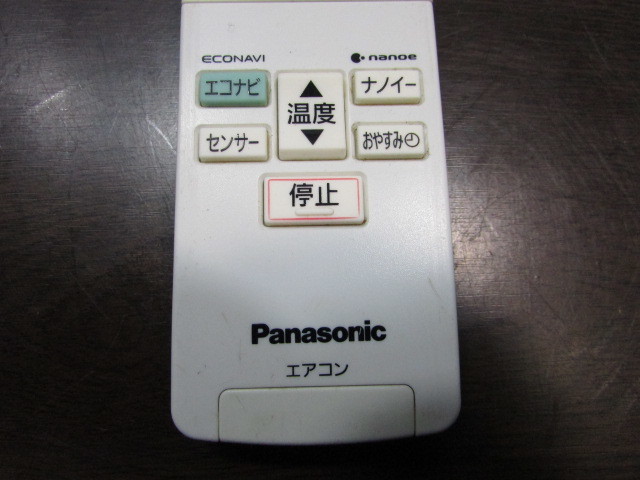 ECONAVI
nanoe
エコナビ
▲
温度
▼
ナノイー
センサー
おやすみ
停止
Panasonic
エアコン